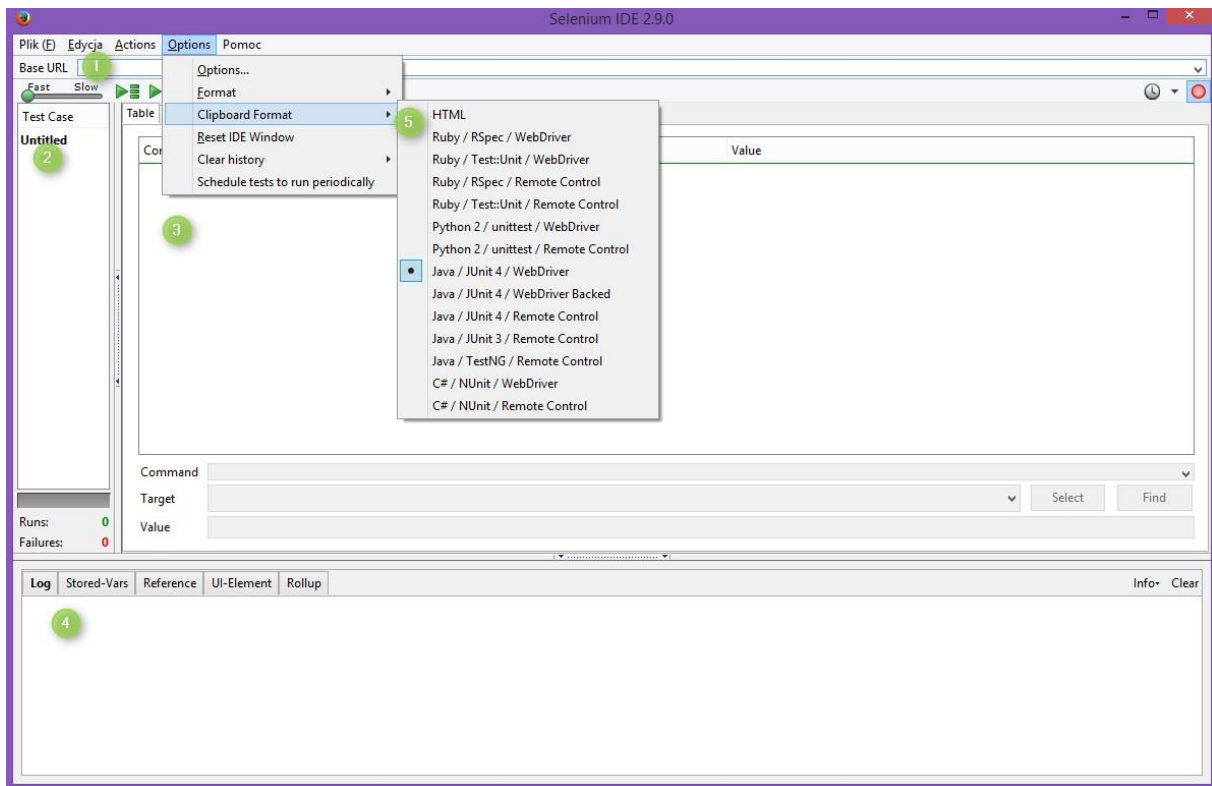 Selenium IDE 2.9.0
Plik (F) Edycja Actions Options Pomoc
Base URL 1
Options...
Fast Slow
Format
Test Case
Table
Clipboard Format
5
HTML
Untitled
2
Reset IDE Window
Ruby / RSpec / WebDriver
Value
Clear history
Ruby / Test::Unit / WebDriver
Schedule tests to run periodically
Ruby / RSpec / Remote Control
Ruby / Test::Unit / Remote Control
3
Python 2 / unittest / WebDriver
Python 2 / unittest / Remote Control
Java / JUnit 4 / WebDriver
Java / JUnit 4 / WebDriver Backed
Java / JUnit 4 / Remote Control
Java / JUnit 3 / Remote Control
Java / TestNG / Remote Control
C# / NUnit / WebDriver
C# / NUnit / Remote Control
Command
Target Select Find
Value
Runs: 0
Failures: 0
Log Stored-Vars Reference UI-Element Rollup Info Clear
4